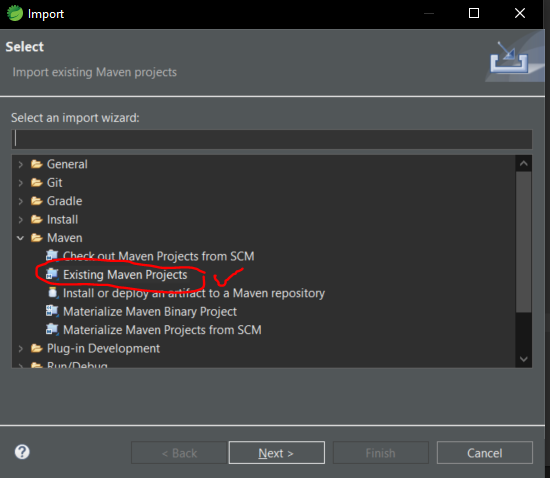 Import
Select
Import existing Maven projects
Select an import wizard:
General
Git
Gradle
Install
Maven
Check out Maven Projects from SCM
Existing Maven Projects
Install or deploy an artifact to a Maven repository
Materialize Maven Binary Project
Materialize Maven Projects from SCM
Plug-in Development
Run/Debug
?
< Back
Next >
Finish
Cancel